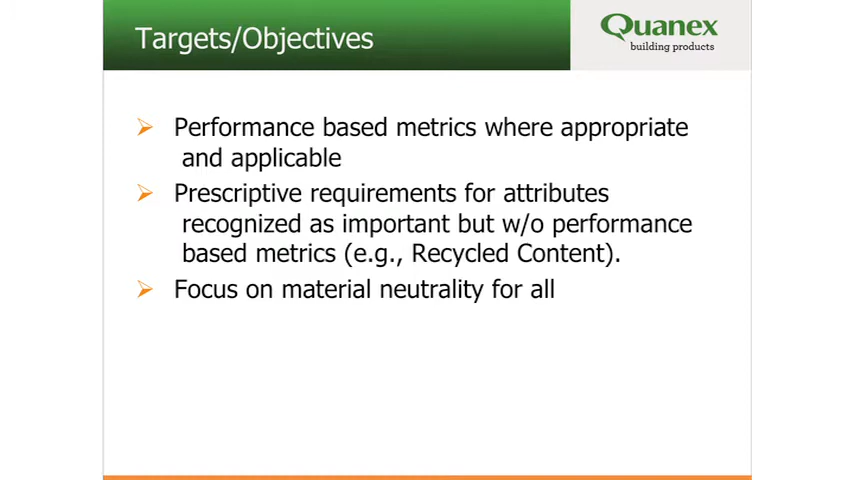 Targets/Objectives
Quanex
building products
Performance based metrics where appropriate
and applicable
Prescriptive requirements for attributes
recognized as important but w/o performance
based metrics (e.g., Recycled Content).
Focus on material neutrality for all